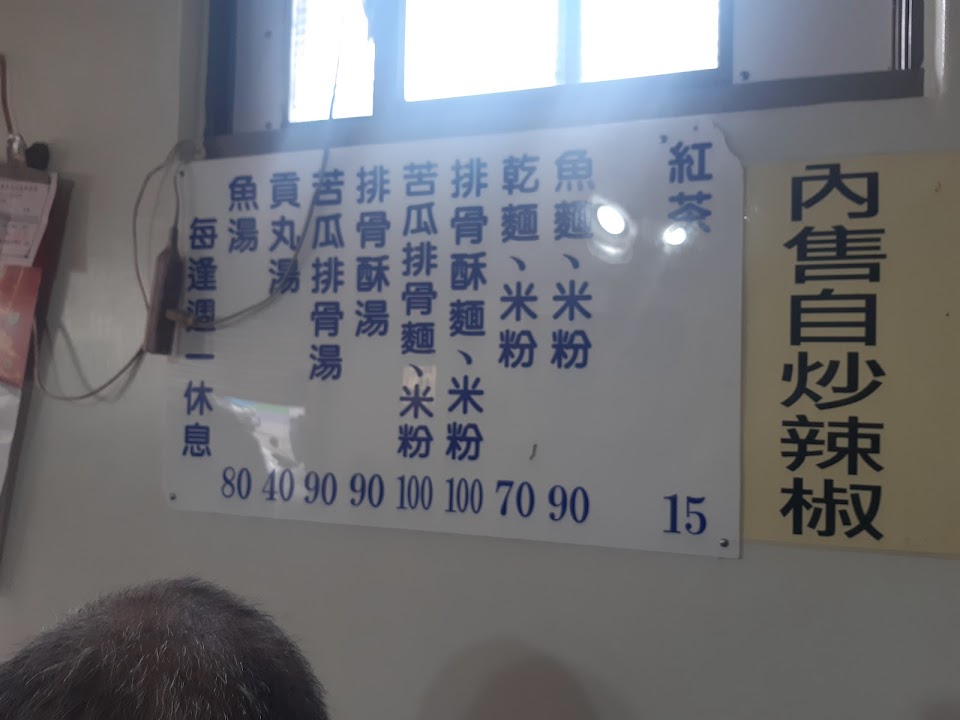 內售自炒辣椒
紅茶 15
魚麵、米粉 90
乾麵、米粉 70
排骨酥麵、米粉 100
苦瓜排骨麵、米粉 100
排骨酥湯 90
苦瓜排骨湯 90
貢丸湯 40
魚湯 80
每逢週一休息